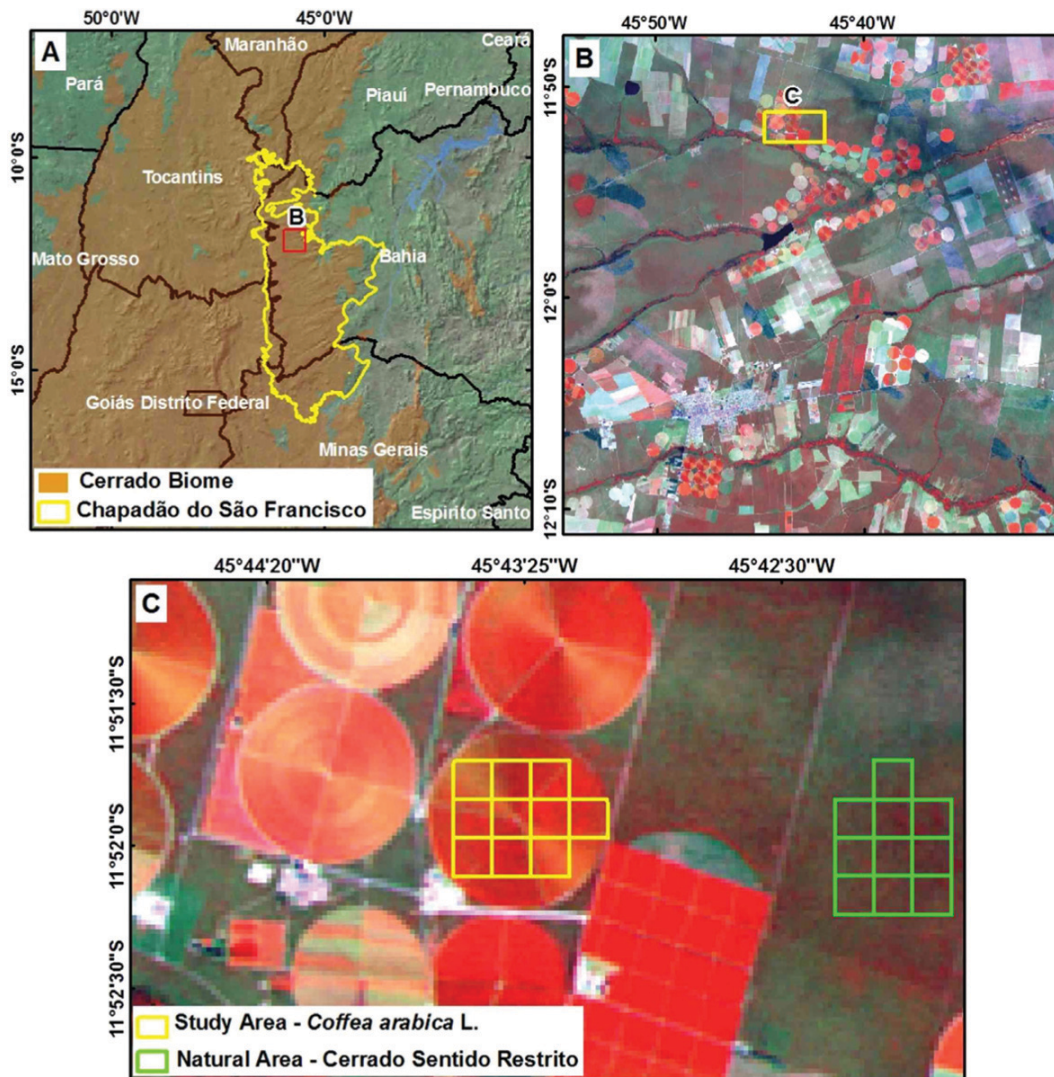 50°0'W 45°0'W
A
Maranhão
Ceará
Pará
Piauí
Pernambuco
10°0'S
Tocantins
B
Mato Grosso
Bahia
15°0'S
Goiás Distrito Federal
Minas Gerais
Espirito Santo
Cerrado Biome
Chapadão do São Francisco
45°50'W 45°40'W
B
11°50'S
C
12°0'S
12°10'S
45°44'20"W 45°43'25"W 45°42'30"W
C
11°51'30"S
11°52'0"S
11°52'30"S
Study Area - Coffea arabica L.
Natural Area - Cerrado Sentido Restrito